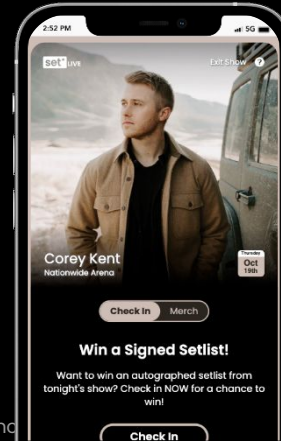 2:52 PM
5G
set. LIVE
Exit Show ?
Corey Kent
Nationwide Arena
Thursday
Oct
19th
Check In
Merch
Win a Signed Setlist!
Want to win an autographed setlist from
tonight's show? Check in NOW for a chance to
win!
Check In